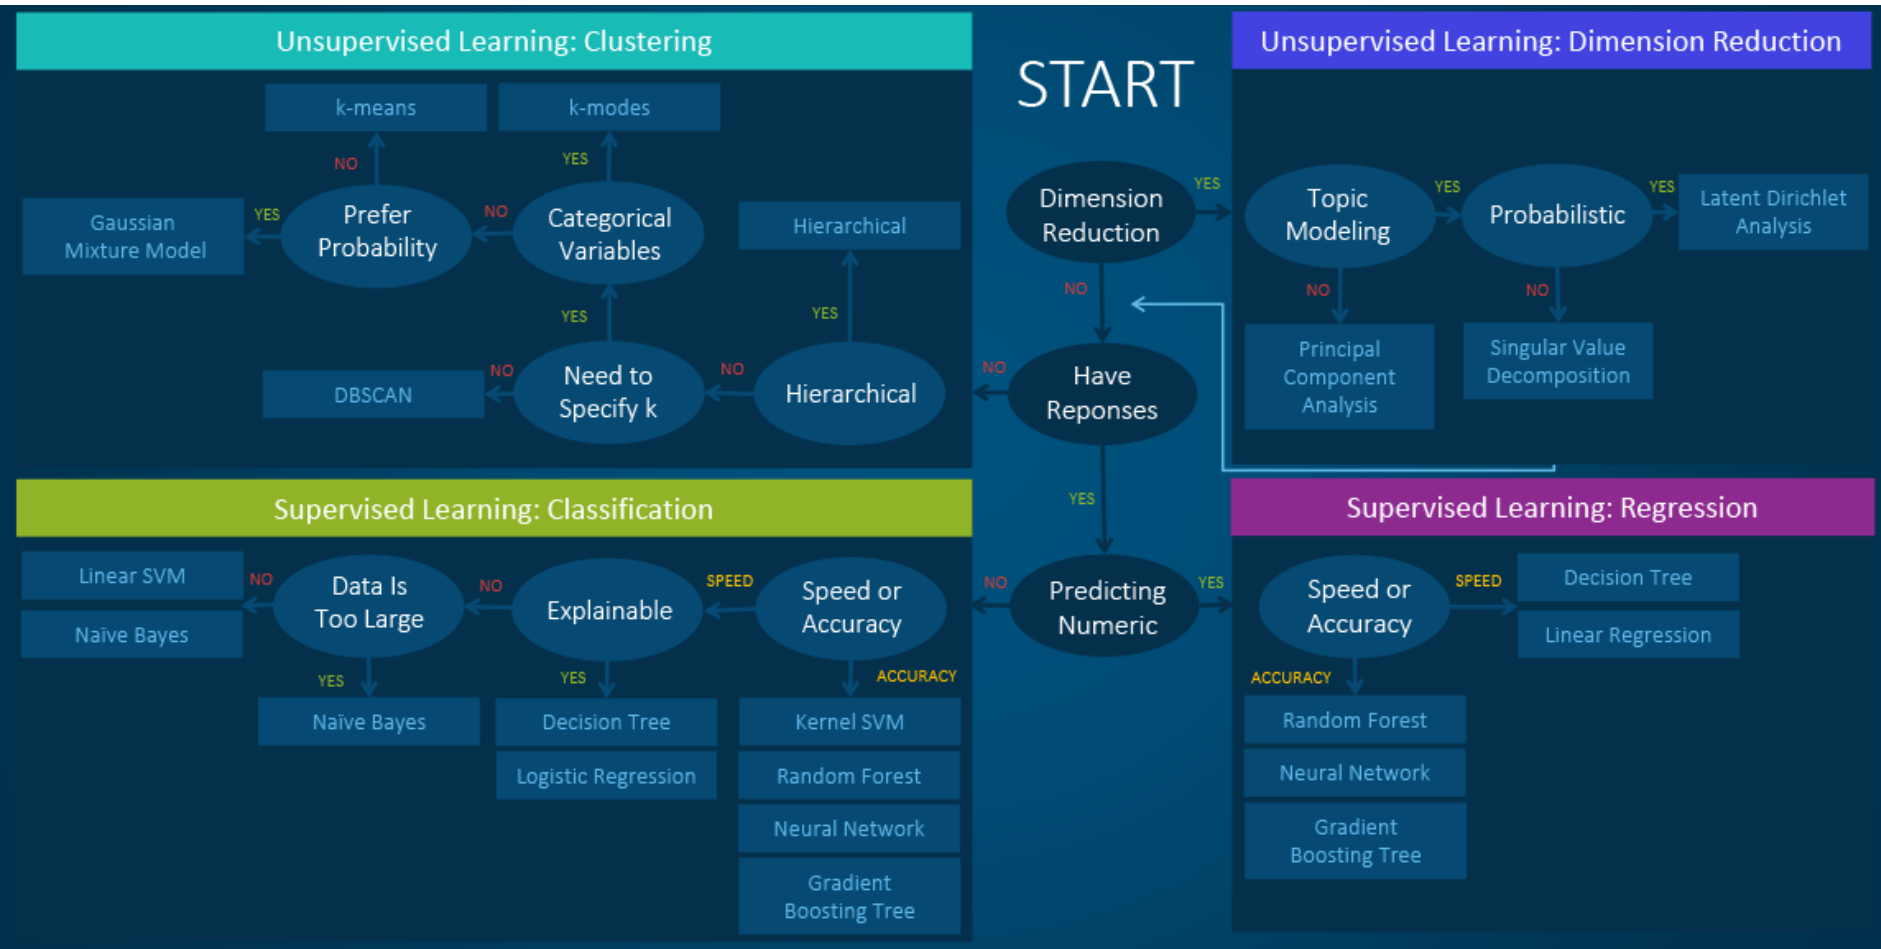 Unsupervised Learning: Clustering
START
Unsupervised Learning: Dimension Reduction
k-means
k-modes
NO
YES
Gaussian
Mixture Model
YES
Prefer
Probability
NO
Categorical
Variables
Hierarchical
YES
YES
DBSCAN
NO
Need to
Specify k
NO
Hierarchical
Dimension
Reduction
YES
NO
Have
Reponses
NO
YES
Topic
Modeling
YES
Probabilistic
YES
Latent Dirichlet
Analysis
NO
NO
Principal
Component
Analysis
Singular Value
Decomposition
Supervised Learning: Classification
Linear SVM
Naïve Bayes
NO
Data Is
Too Large
NO
Explainable
SPEED
Speed or
Accuracy
NO
Predicting
Numeric
YES
YES
YES
ACCURACY
Naïve Bayes
Decision Tree
Logistic Regression
Kernel SVM
Random Forest
Neural Network
Gradient
Boosting Tree
Supervised Learning: Regression
Speed or
Accuracy
SPEED
Decision Tree
Linear Regression
ACCURACY
Random Forest
Neural Network
Gradient
Boosting Tree